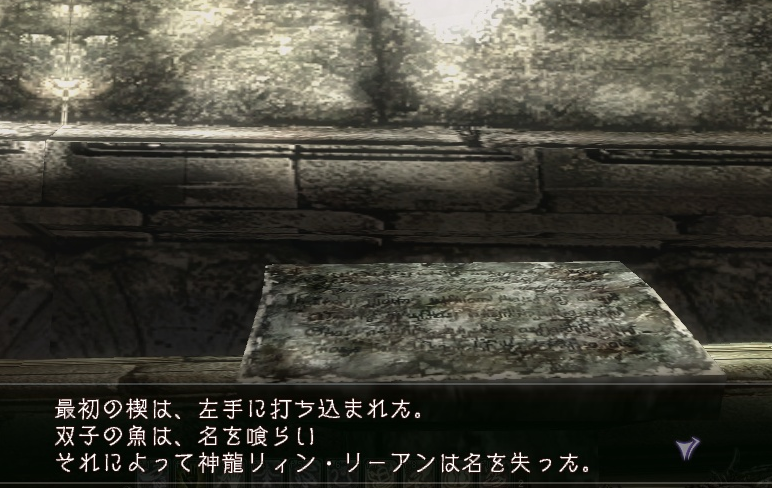 最初の楔は、左手に打ち込まれた。
双子の魚は、名を喰らい
それによって神龍リィン・リーアンは名を失った。